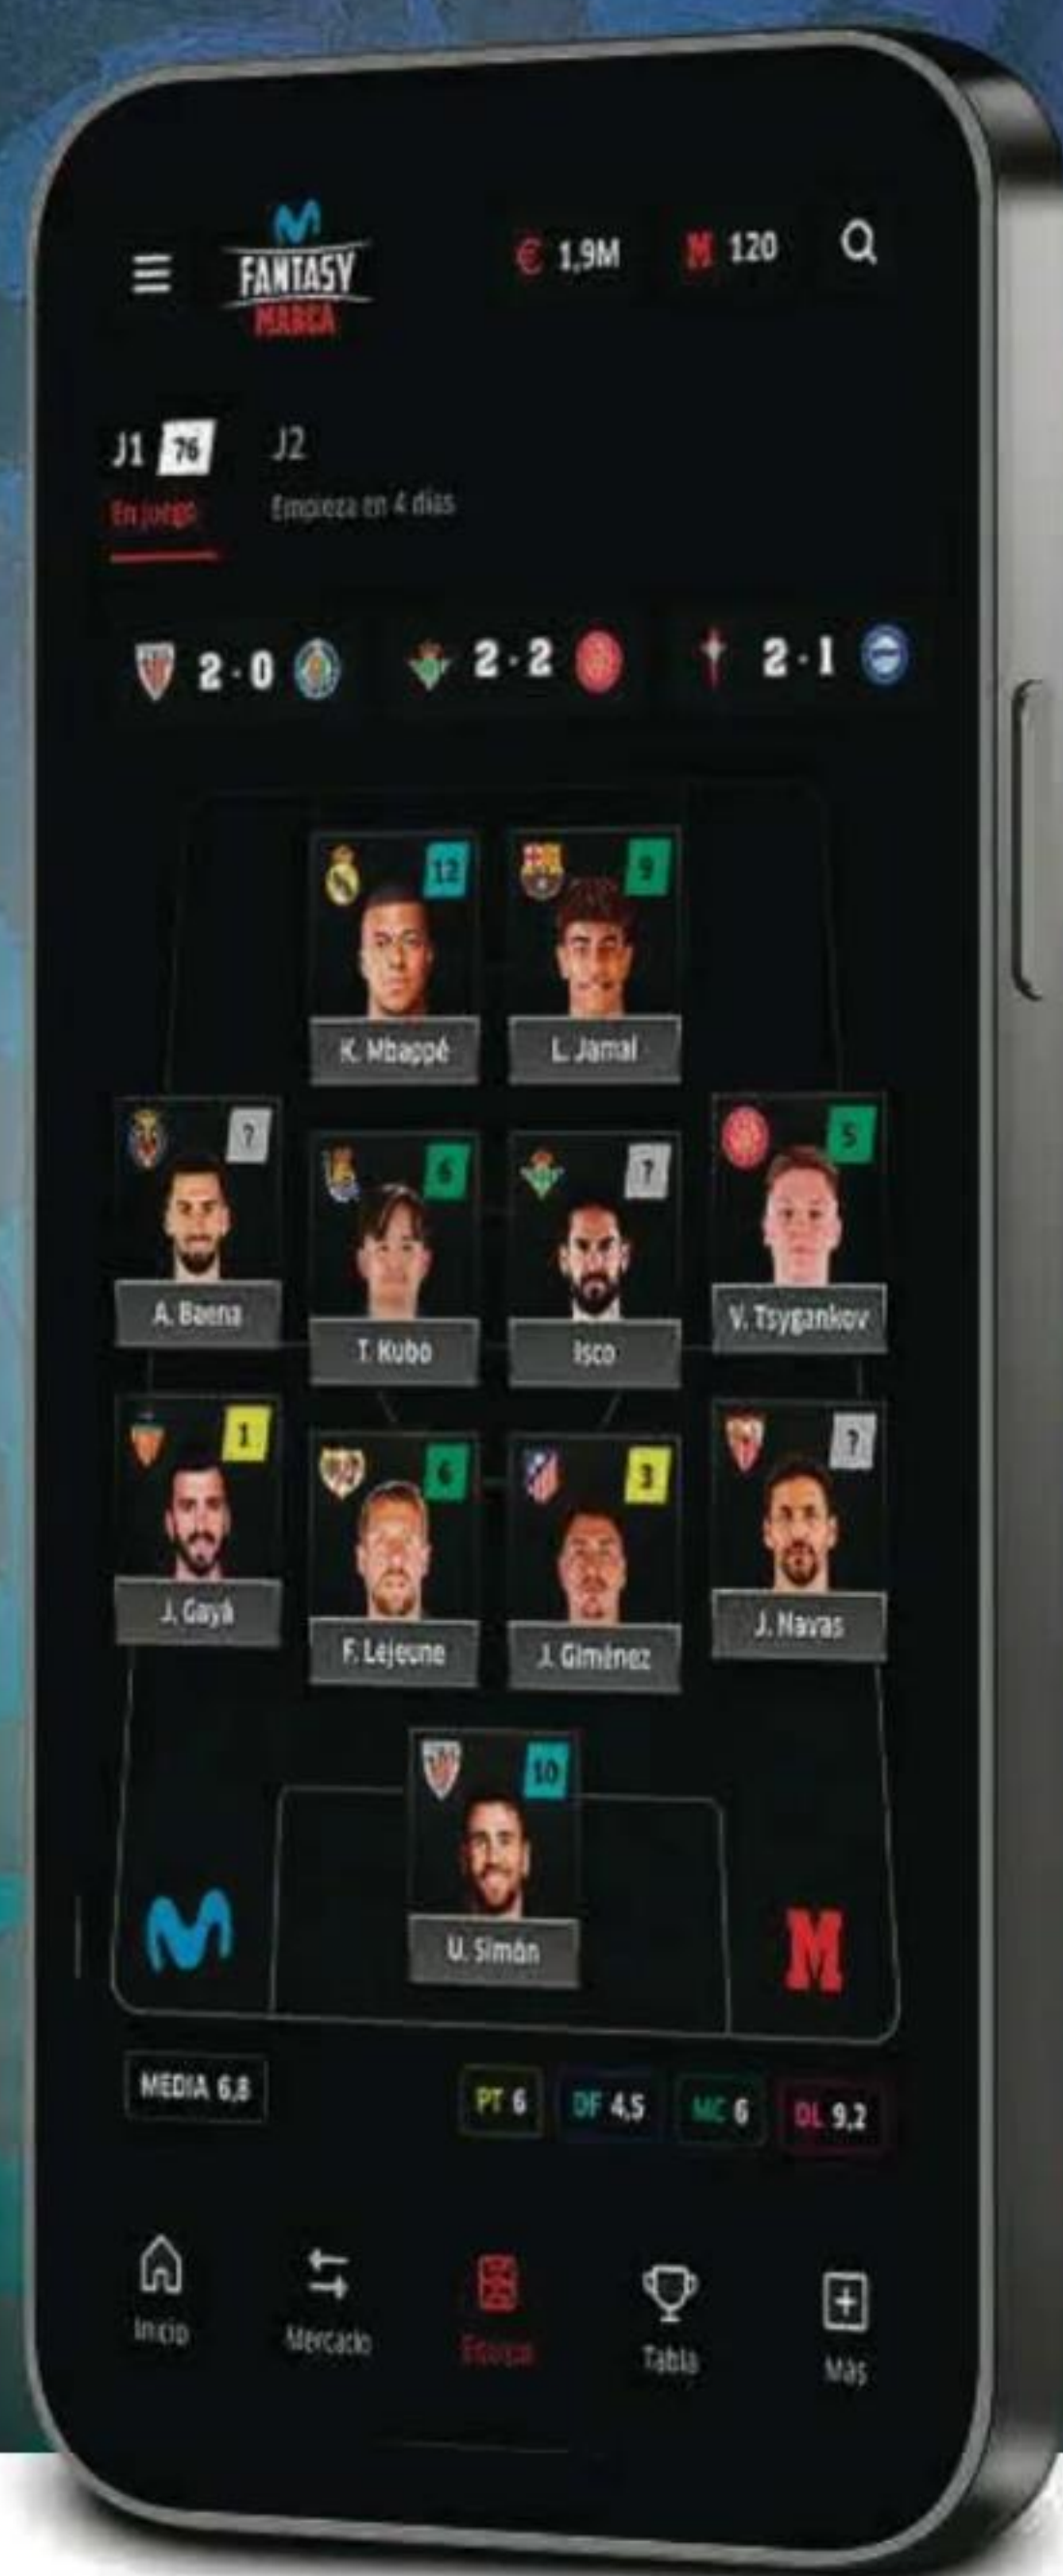 FANTASY
MARCA
€ 1,9M
M 120
J1 76
J2
En juego
Empieza en 4 días
2 - 0
2 - 2
2 - 1
12
9
K. Mbappé
L. Jamal
?
6
?
5
A. Baena
T. Kubo
Isco
V. Tsygankov
1
6
3
?
J. Gayá
F. Lejeune
J. Giménez
J. Navas
10
U. Simón
M
MEDIA 6,8
PT 6
DF 4,5
MC 6
DL 9,2
Inicio
Mercado
Equipo
Tabla
Más